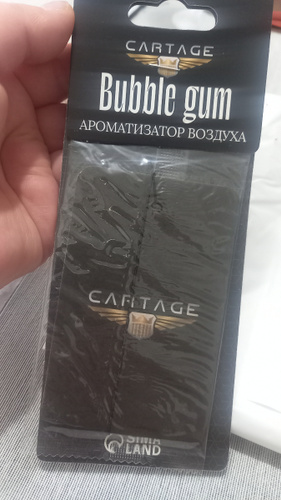 CARTAGE
Bubble gum
АРОМАТИЗАТОР ВОЗДУХА
CARTAGE
SIMA
LAND